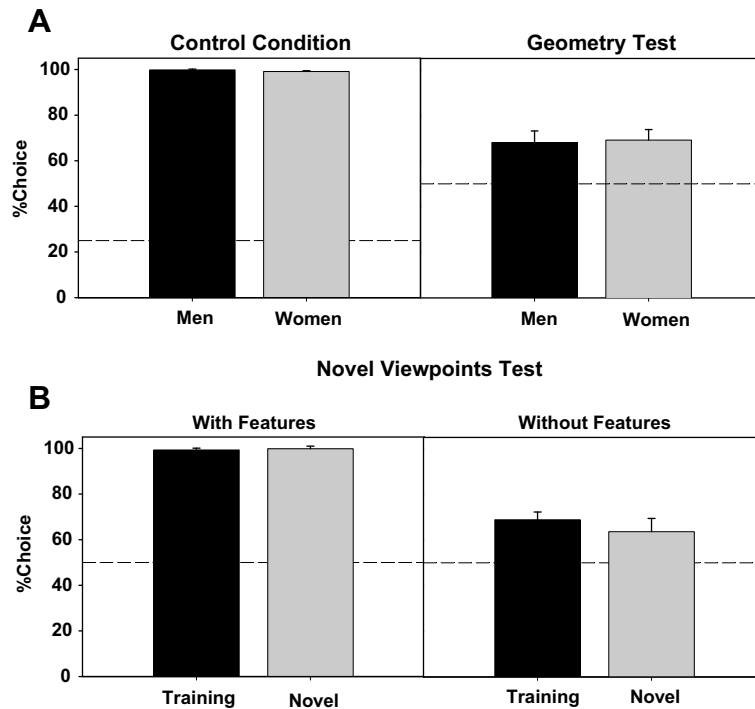 A
Control Condition
Geometry Test
%Choice
100
80
60
40
20
0
Men
Women
Men
Women
Novel Viewpoints Test
B
With Features
Without Features
%Choice
100
80
60
40
20
0
Training
Novel
Training
Novel